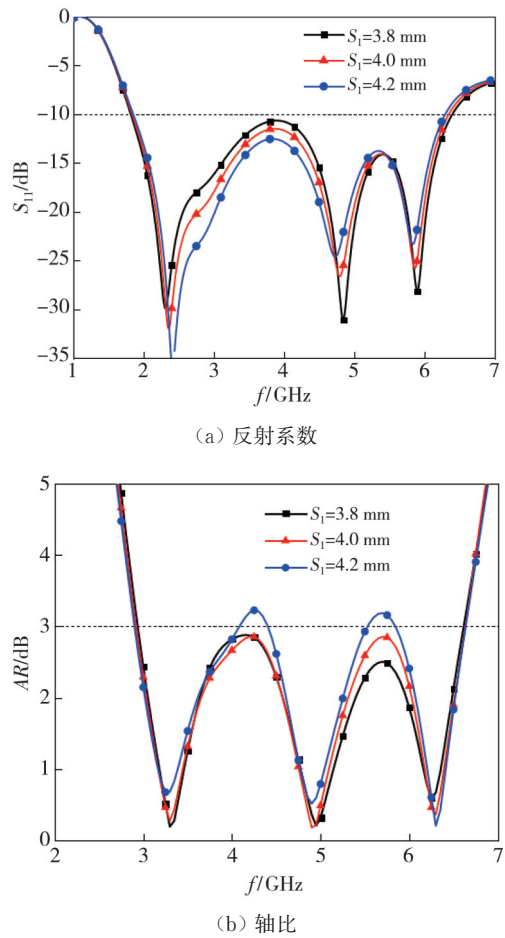 0
−5
−10
−15
−20
−25
−30
−35
S₁₁/dB
S₁=3.8 mm
S₁=4.0 mm
S₁=4.2 mm
1 2 3 4 5 6 7
f/GHz
（a）反射系数
5
4
3
2
1
0
AR/dB
S₁=3.8 mm
S₁=4.0 mm
S₁=4.2 mm
2 3 4 5 6 7
f/GHz
（b）轴比